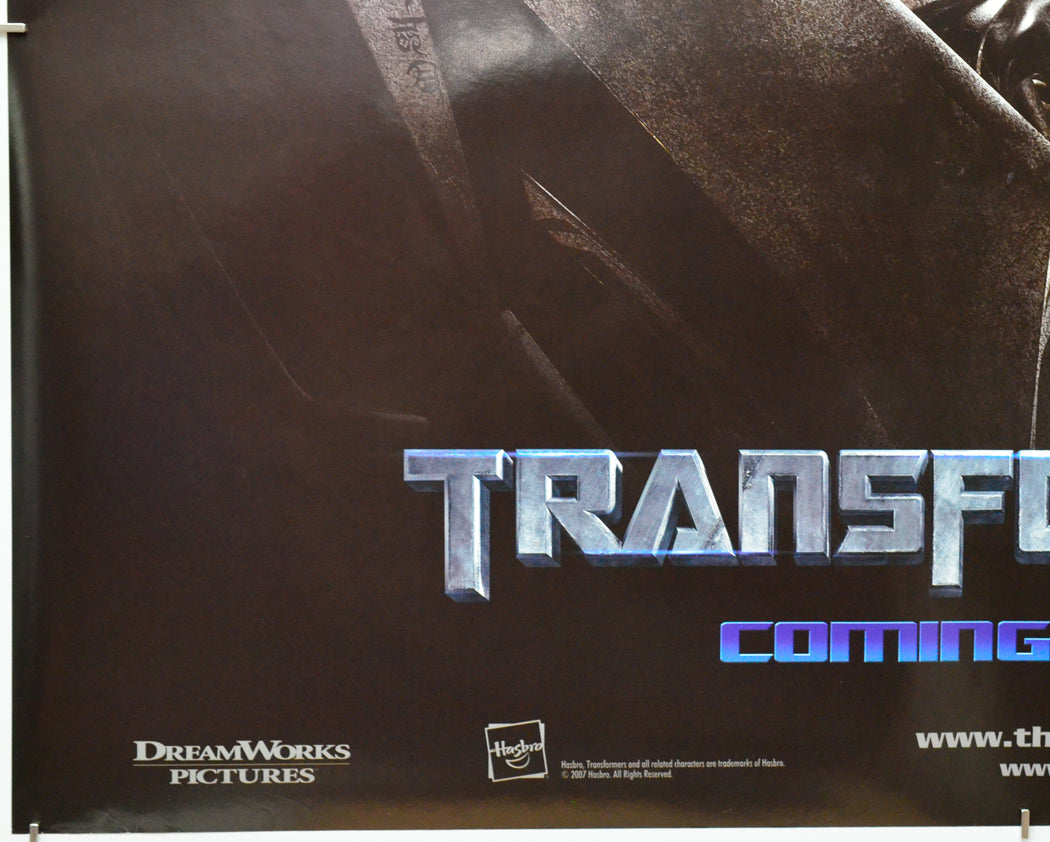 TRANSFO
COMING
www.th
DREAMWORKS
PICTURES
Hasbro
Hasbro, Transformers and all related characters are trademarks of Hasbro.
© 2007 Hasbro. All Rights Reserved.
www